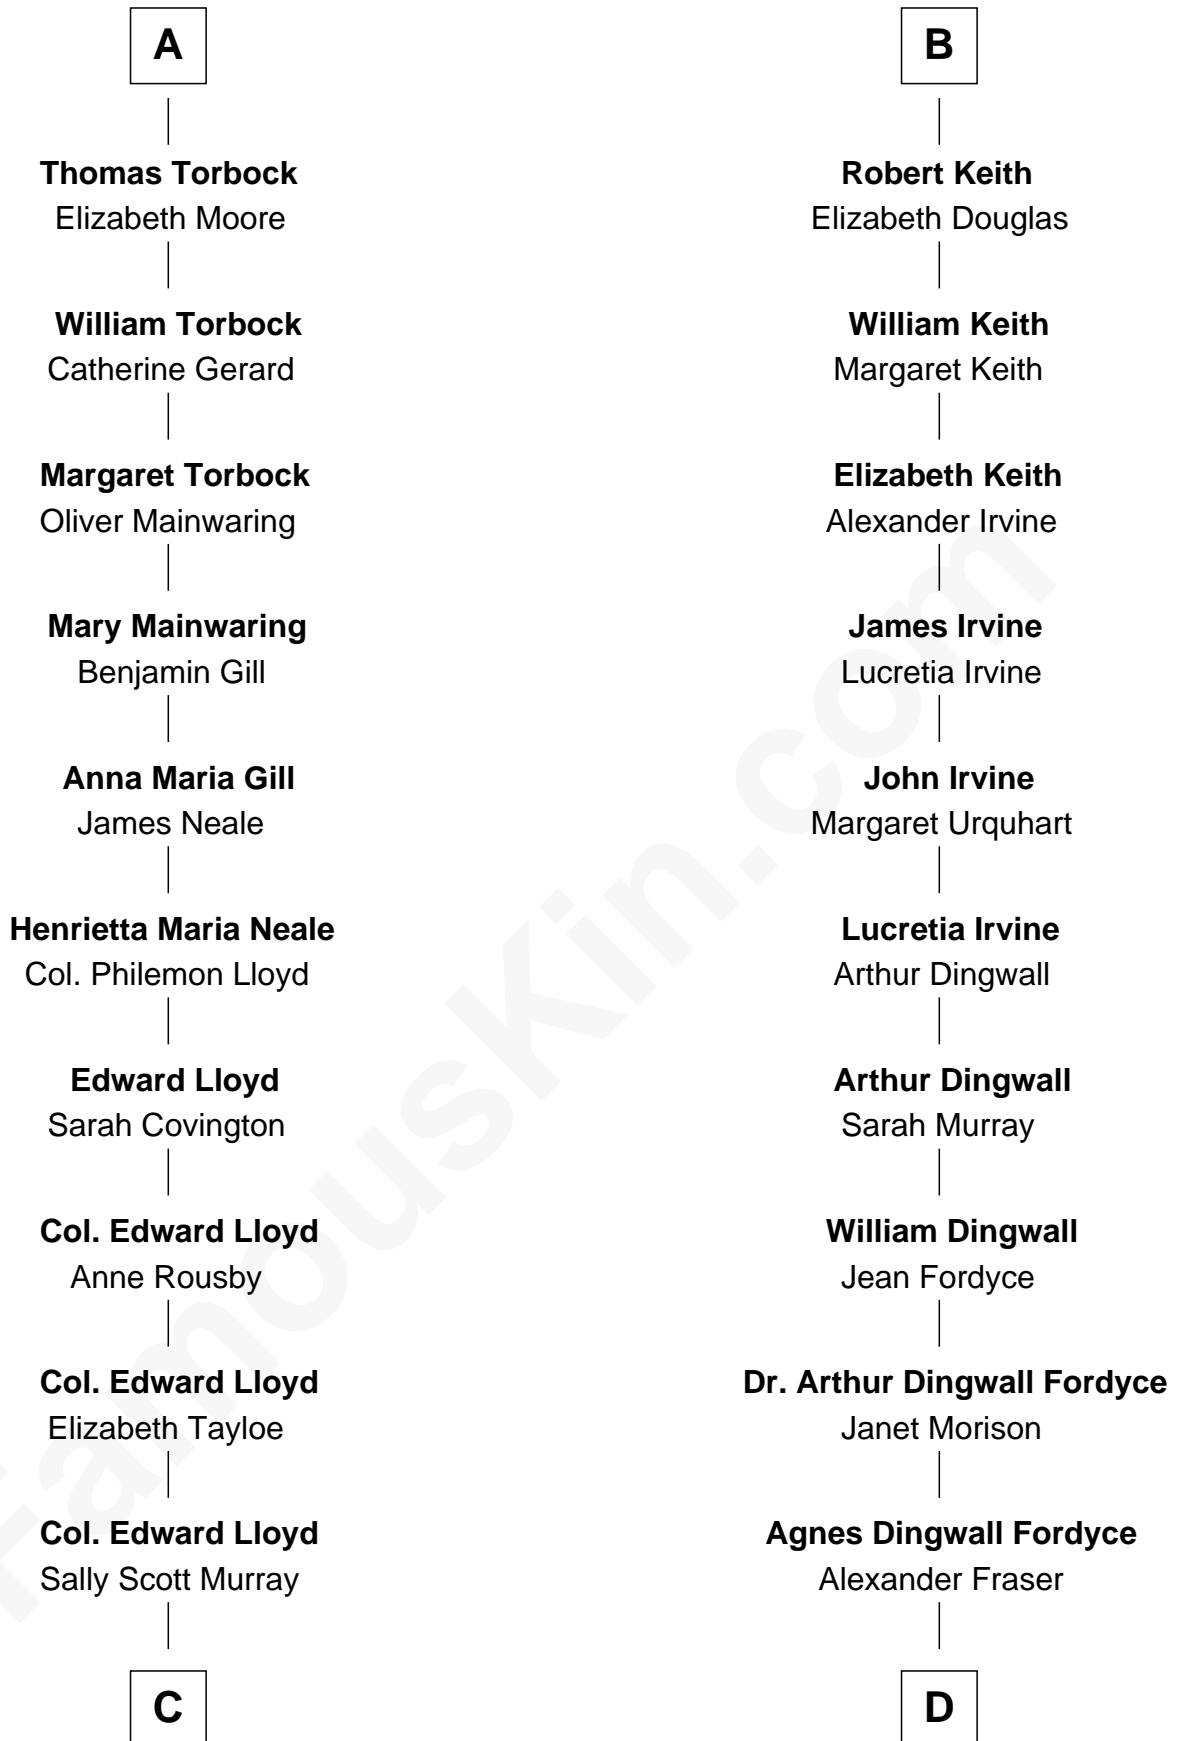 A
Thomas Torbock
Elizabeth Moore
William Torbock
Catherine Gerard
Margaret Torbock
Oliver Mainwaring
Mary Mainwaring
Benjamin Gill
Anna Maria Gill
James Neale
Henrietta Maria Neale
Col. Philemon Lloyd
Edward Lloyd
Sarah Covington
Col. Edward Lloyd
Anne Rousby
Col. Edward Lloyd
Elizabeth Tayloe
Col. Edward Lloyd
Sally Scott Murray
C
B
Robert Keith
Elizabeth Douglas
William Keith
Margaret Keith
Elizabeth Keith
Alexander Irvine
James Irvine
Lucretia Irvine
John Irvine
Margaret Urquhart
Lucretia Irvine
Arthur Dingwall
Arthur Dingwall
Sarah Murray
William Dingwall
Jean Fordyce
Dr. Arthur Dingwall Fordyce
Janet Morison
Agnes Dingwall Fordyce
Alexander Fraser
D
FamousKin.com